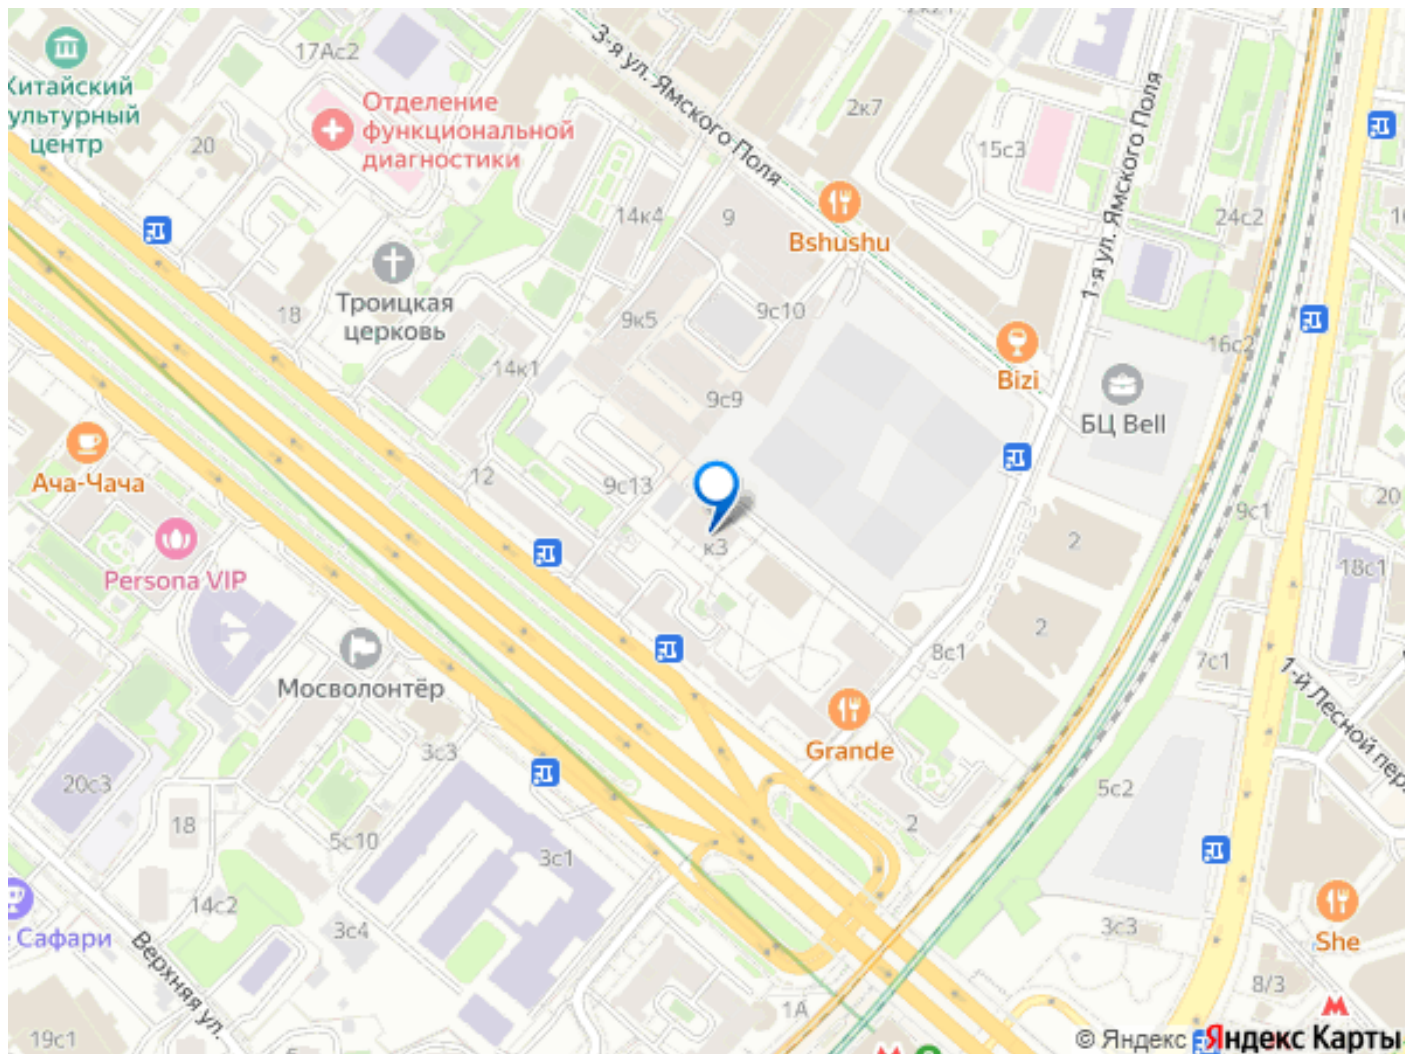 17Ас2
3-я ул. Ямского Поля
2к7
1-я ул. Ямского Поля
Китайский
культурный
центр
Отделение
функциональной
диагностики
20
15с3
14к4
9
24с2
Bshushu
Троицкая
церковь
18
9к5
9с10
16с2
14к1
Bizi
9с9
БЦ Bell
Ача-Чача
12
9с13
20
9с1
к3
2
18с1
Persona VIP
2
8с1
7с1
1-й Лесной пер.
Мосволонтёр
Grande
3с3
20с3
5с2
18
5с10
2
3с1
14с2
Сафари
3с4
3с3
She
Верхняя ул.
8/3
1А
19с1
© Яндекс Яндекс Карты